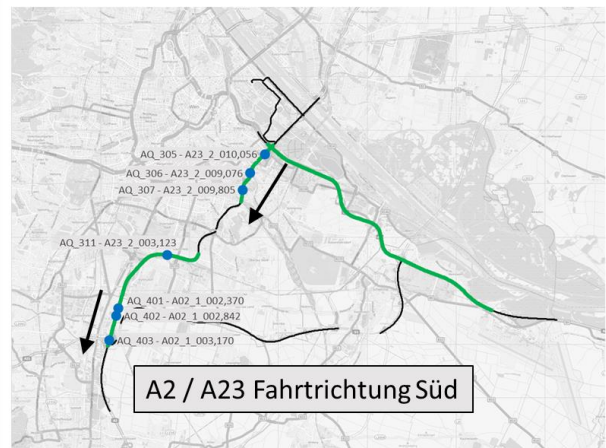 AQ_305 - A23_2_010,056
AQ_306 - A23_2_009,076
AQ_307 - A23_2_009,805
AQ_311 - A23_2_003,123
AQ_401 - A02_1_002,370
AQ_402 - A02_1_002,842
AQ_403 - A02_1_003,170
A2 / A23 Fahrtrichtung Süd